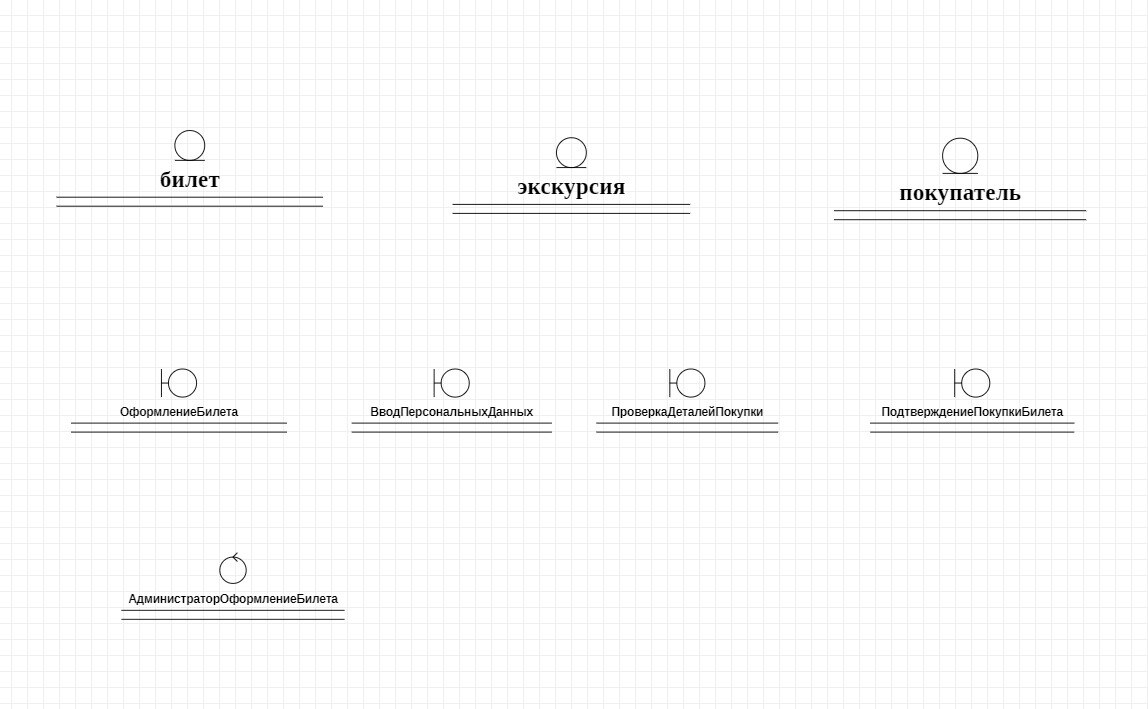 билет
экскурсия
покупатель
ОформлениеБилета
ВводПерсональныхДанных
ПроверкаДеталейПокупки
ПодтверждениеПокупкиБилета
АдминистраторОформлениеБилета